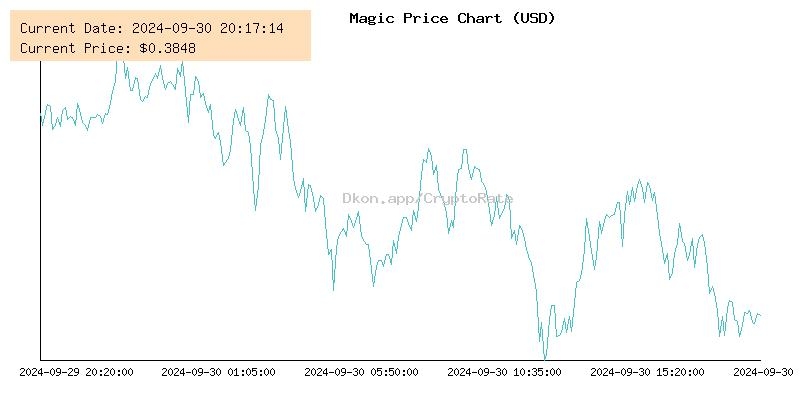 Magic Price Chart (USD)
Current Date: 2024-09-30 20:17:14
Current Price: $0.3848
Dkon.app/CryptoRate
2024-09-29 20:20:00 2024-09-30 01:05:00 2024-09-30 05:50:00 2024-09-30 10:35:00 2024-09-30 15:20:00 2024-09-30